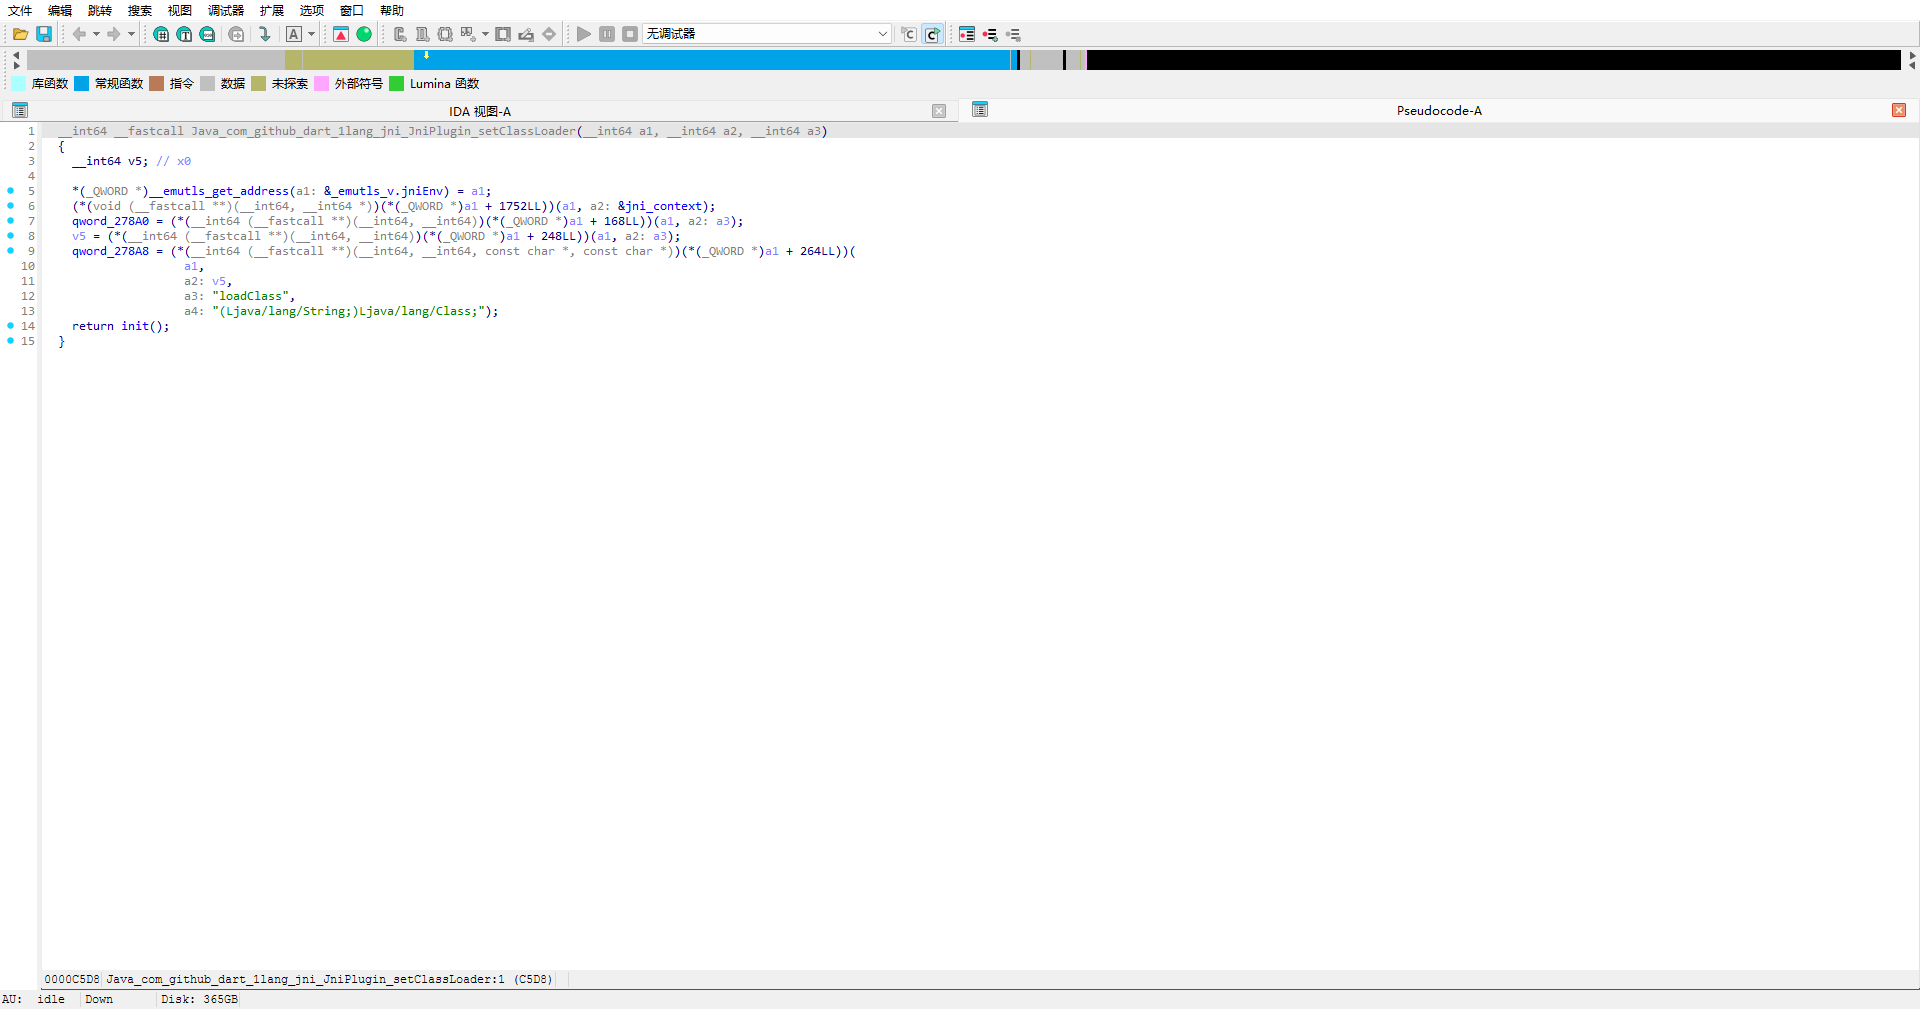 文件 编辑 跳转 搜索 视图 调试器 扩展 选项 窗口 帮助
无调试器
库函数 常规函数 指令 数据 未探索 外部符号 Lumina 函数
IDA 视图-A Pseudocode-A
1 __int64 __fastcall Java_com_github_dart_1lang_jni_JniPlugin_setClassLoader(__int64 a1, __int64 a2, __int64 a3)
2 {
3 __int64 v5; // x0
4
5 *(_QWORD *)__emutls_get_address(a1: &_emutls_v.jniEnv) = a1;
6 (*(void (__fastcall **)(__int64, __int64 *))(*(_QWORD *)a1 + 1752LL))(a1, a2: &jni_context);
7 qword_278A0 = (*(__int64 (__fastcall **)(__int64, __int64))(*(_QWORD *)a1 + 168LL))(a1, a2: a3);
8 v5 = (*(__int64 (__fastcall **)(__int64, __int64))(*(_QWORD *)a1 + 248LL))(a1, a2: a3);
9 qword_278A8 = (*(__int64 (__fastcall **)(__int64, __int64, const char *, const char *))(*(_QWORD *)a1 + 264LL))(
10 a1,
11 a2: v5,
12 a3: "loadClass",
13 a4: "(Ljava/lang/String;)Ljava/lang/Class;");
14 return init();
15 }
0000C5D8 Java_com_github_dart_1lang_jni_JniPlugin_setClassLoader:1 (C5D8)
AU: idle Down Disk: 365GB